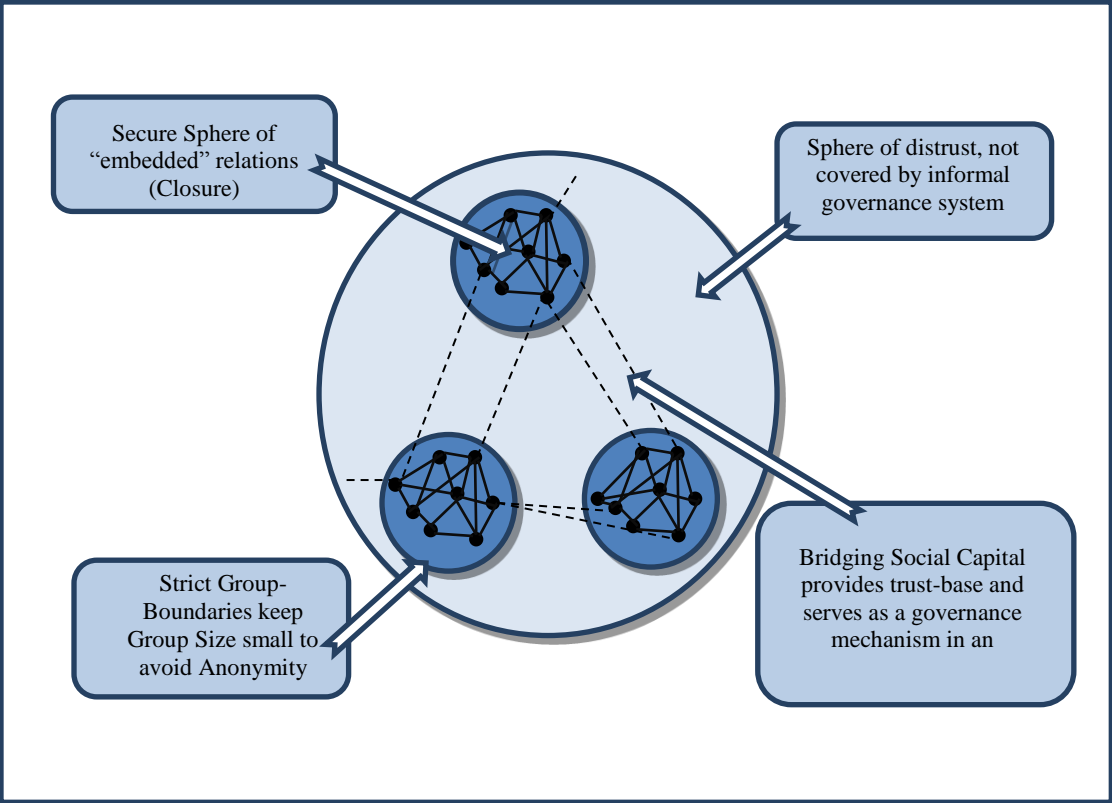 Secure Sphere of
“embedded” relations
(Closure)
Sphere of distrust, not
covered by informal
governance system
Strict Group-
Boundaries keep
Group Size small to
avoid Anonymity
Bridging Social Capital
provides trust-base and
serves as a governance
mechanism in an